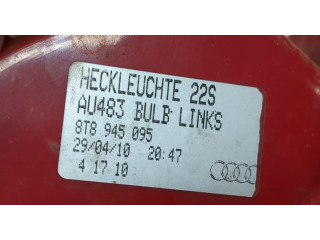 HECKLEUCHTE 22S
AU483 BULB LINKS
8T8 945 095
29/04/10 20:47
4 17 10